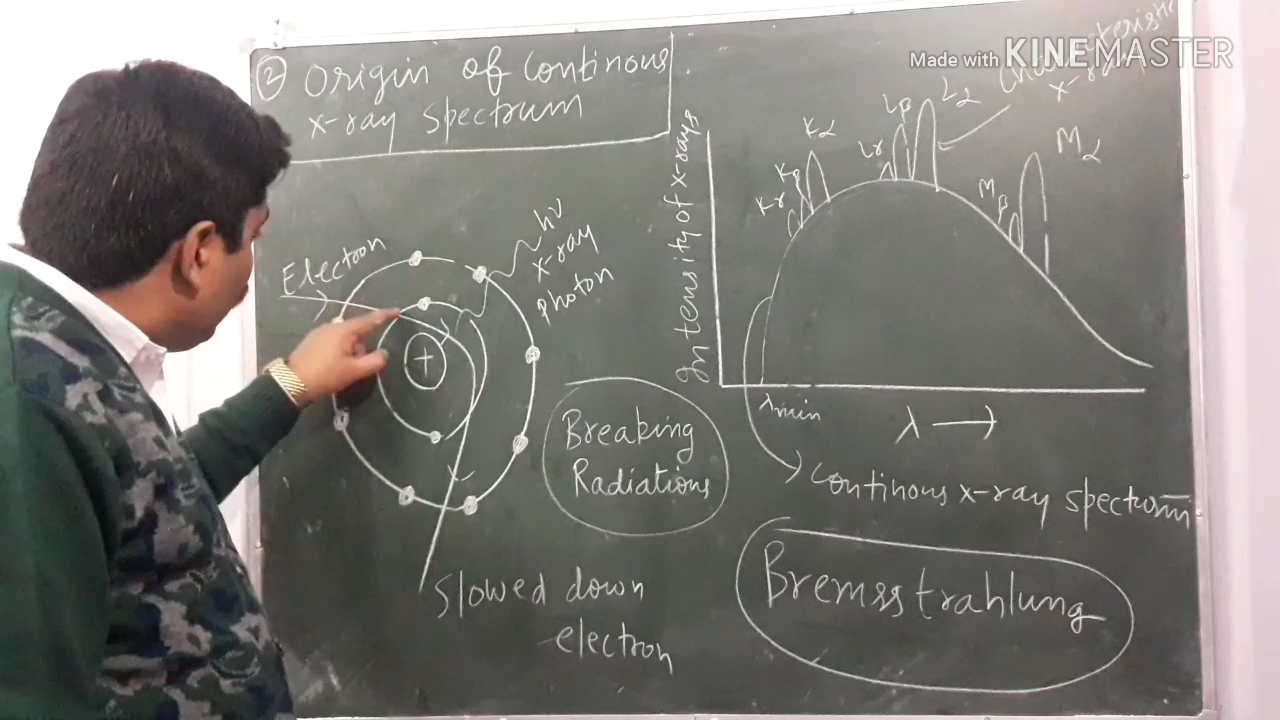 ② Origin of Continous
x-ray spectrum
Made with KINEMASTER
x-ray
Electron
hν
x-ray
photon
+
Slowed down
electron
Breaking
Radiations
Intensity of x-rays
Kγ Kβ Kα
Lγ Lβ Lα
Mβ Mα
λmin
λ →
Continous x-ray spectrum
Bremsstrahlung